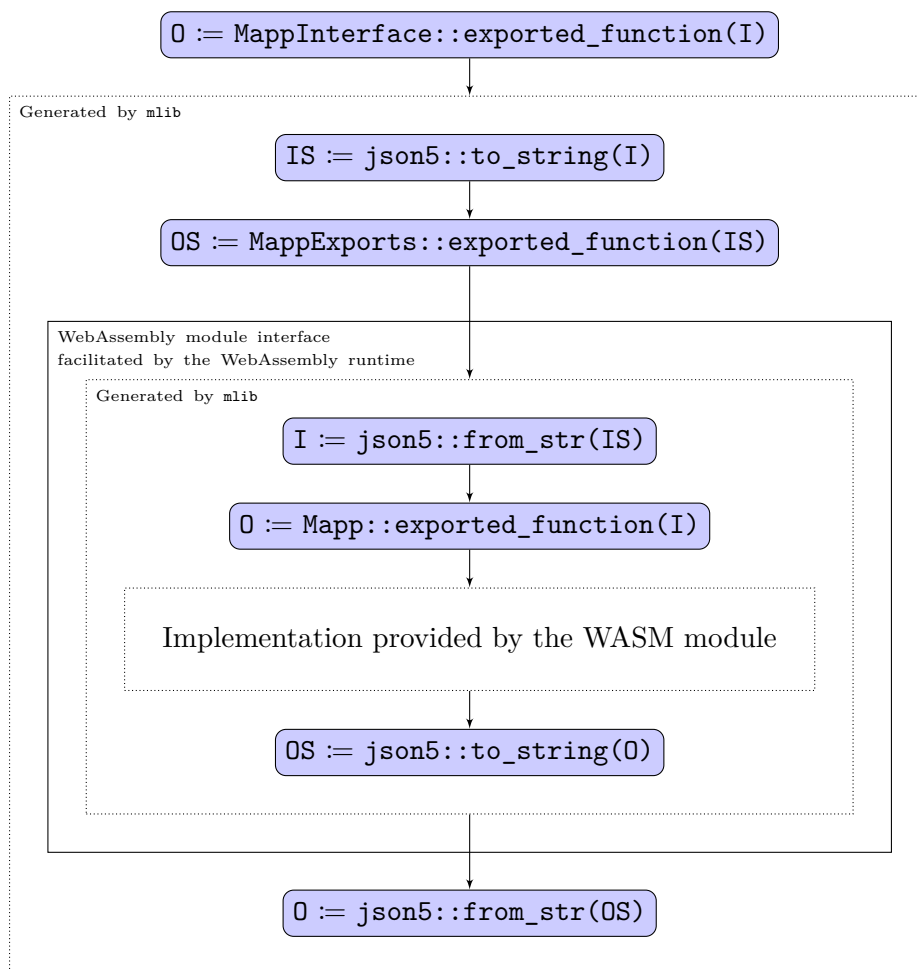 O := MappInterface::exported_function(I)
Generated by mlib
IS := json5::to_string(I)
OS := MappExports::exported_function(IS)
WebAssembly module interface
facilitated by the WebAssembly runtime
Generated by mlib
I := json5::from_str(IS)
O := Mapp::exported_function(I)
Implementation provided by the WASM module
OS := json5::to_string(O)
O := json5::from_str(OS)